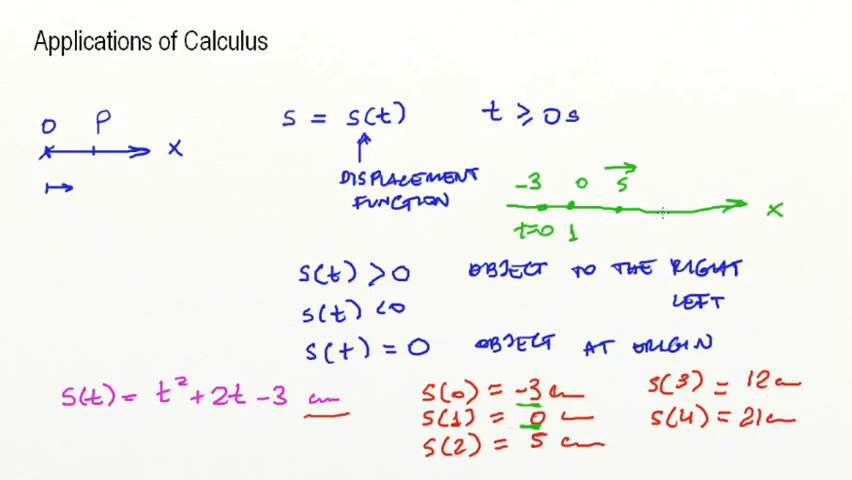 Applications of Calculus
O P X
s = s(t) t ≥ 0s
DISPLACEMENT
FUNCTION
-3 0 5 X
t=0 1
s(t) > 0 OBJECT TO THE RIGHT
s(t) < 0 LEFT
s(t) = 0 OBJECT AT ORIGIN
s(t) = t² + 2t - 3 cm
s(0) = -3 cm
s(1) = 0 cm
s(2) = 5 cm
s(3) = 12 cm
s(4) = 21 cm